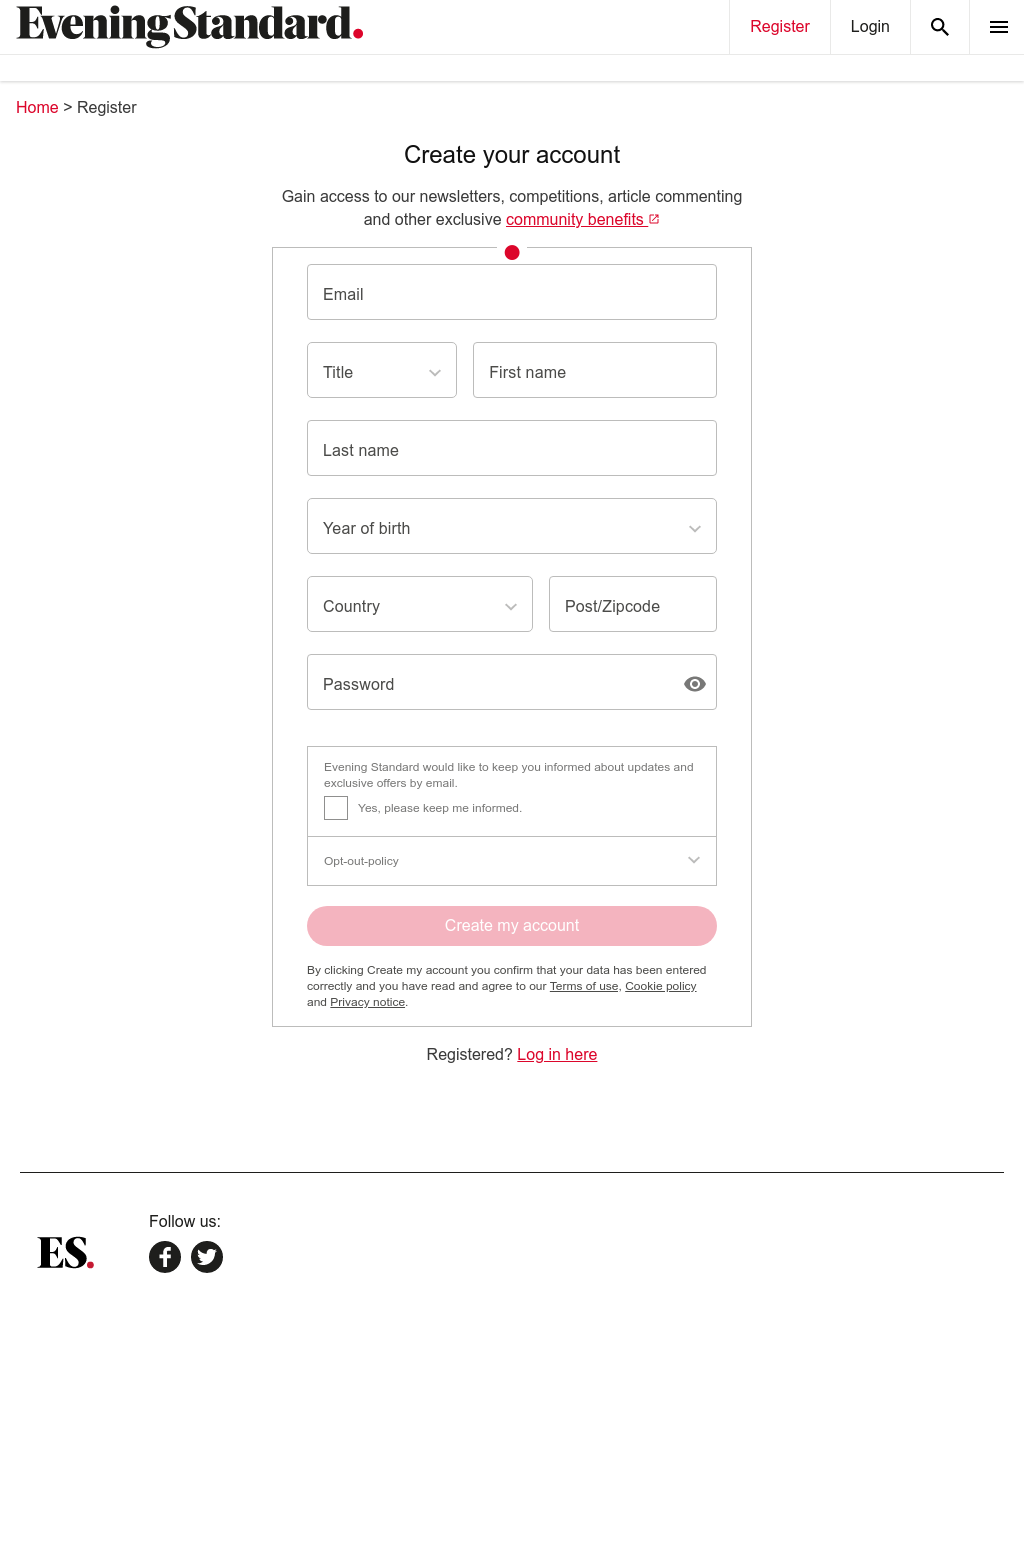 Evening Standard.
Register
Login
Home > Register
Create your account
Gain access to our newsletters, competitions, article commenting
and other exclusive community benefits
Email
Title
First name
Last name
Year of birth
Country
Post/Zipcode
Password
Evening Standard would like to keep you informed about updates and
exclusive offers by email.
Yes, please keep me informed.
Opt-out-policy
Create my account
By clicking Create my account you confirm that your data has been entered
correctly and you have read and agree to our Terms of use, Cookie policy
and Privacy notice.
Registered? Log in here
Follow us:
ES.